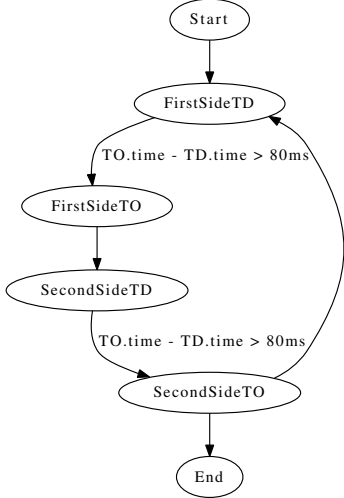 Start
FirstSideTD
TO.time - TD.time > 80ms
FirstSideTO
SecondSideTD
TO.time - TD.time > 80ms
SecondSideTO
End